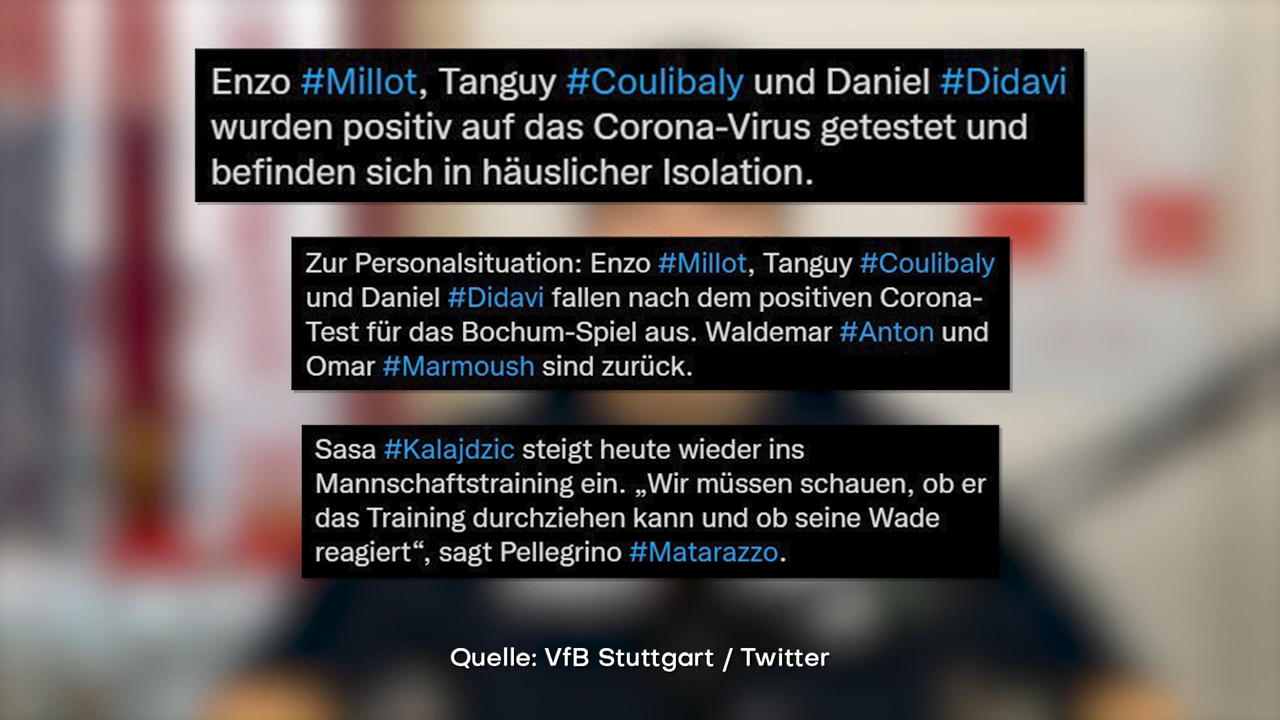 Enzo #Millot, Tanguy #Coulibaly und Daniel #Didavi
wurden positiv auf das Corona-Virus getestet und
befinden sich in häuslicher Isolation.
Zur Personalsituation: Enzo #Millot, Tanguy #Coulibaly
und Daniel #Didavi fallen nach dem positiven Corona-
Test für das Bochum-Spiel aus. Waldemar #Anton und
Omar #Marmoush sind zurück.
Sasa #Kalajdzic steigt heute wieder ins
Mannschaftstraining ein. „Wir müssen schauen, ob er
das Training durchziehen kann und ob seine Wade
reagiert“, sagt Pellegrino #Matarazzo.
Quelle: VfB Stuttgart / Twitter